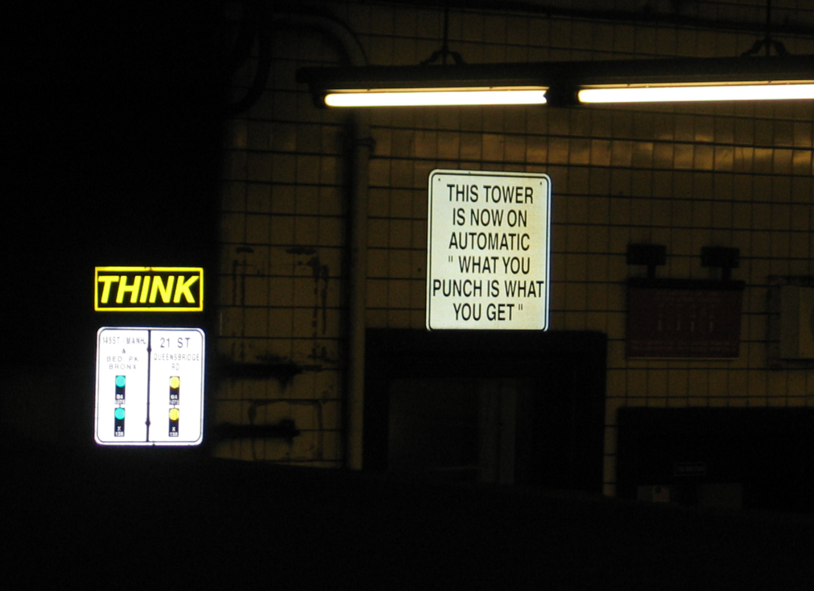 THIS TOWER
IS NOW ON
AUTOMATIC
" WHAT YOU
PUNCH IS WHAT
YOU GET "
THINK
145ST MANH.
&
BED. PK
BRONX
21 ST
QUEENSBRIDGE
RD